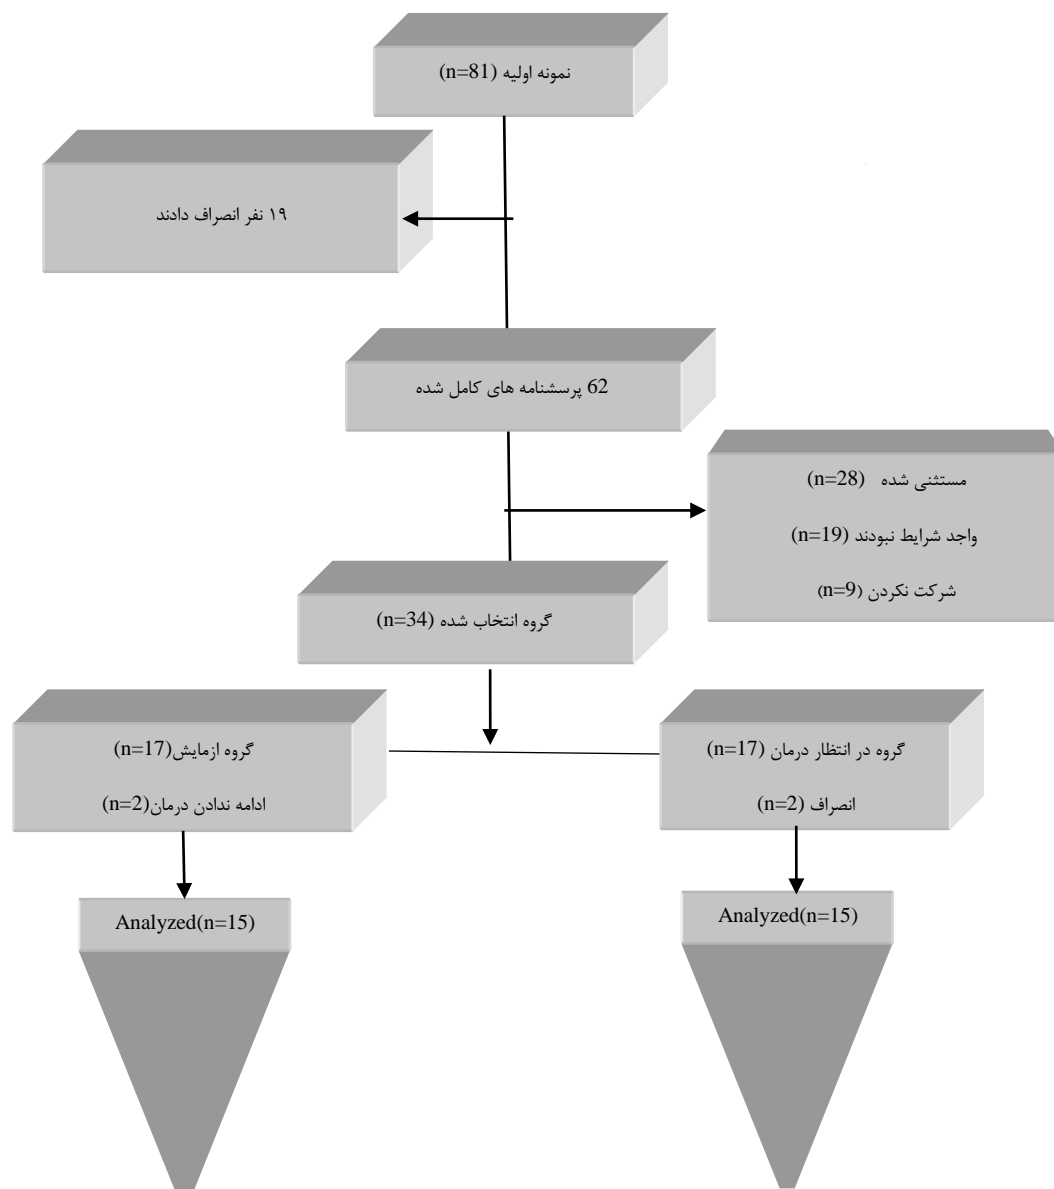 نمونه اولیه (n=81)
۱۹ نفر انصراف دادند
62 پرسشنامه های کامل شده
مستثنی شده (n=28)
واجد شرایط نبودند (n=19)
شرکت نکردن (n=9)
گروه انتخاب شده (n=34)
گروه در انتظار درمان (n=17)
انصراف (n=2)
گروه ازمایش(n=17)
ادامه ندادن درمان(n=2)
Analyzed(n=15)
Analyzed(n=15)